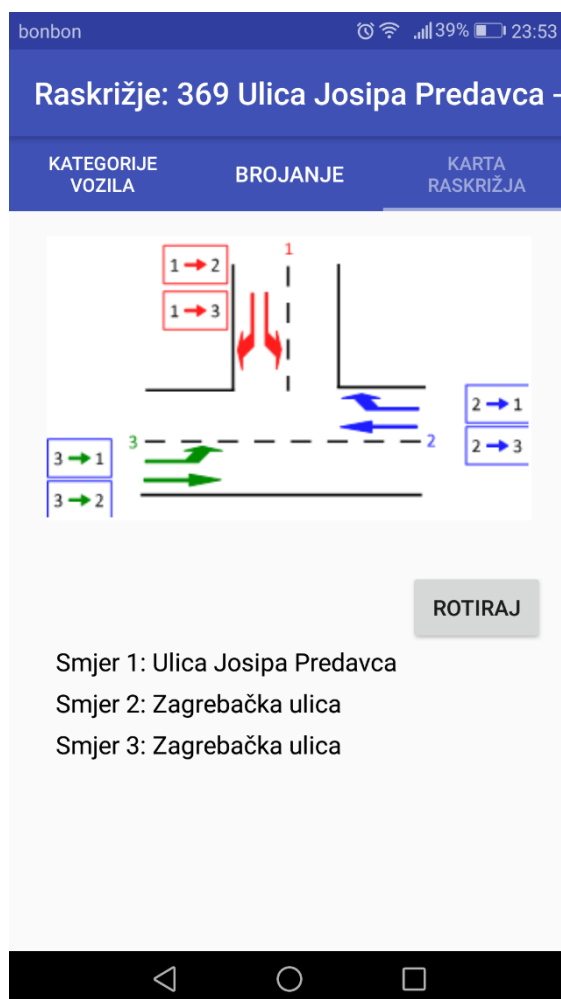 bonbon 39% 23:53
Raskrižje: 369 Ulica Josipa Predavca -
KATEGORIJE
VOZILA
BROJANJE
KARTA
RASKRIŽJA
1
1 → 2
1 → 3
2 → 1
2 → 3
3
2
3 → 1
3 → 2
ROTIRAJ
Smjer 1: Ulica Josipa Predavca
Smjer 2: Zagrebačka ulica
Smjer 3: Zagrebačka ulica